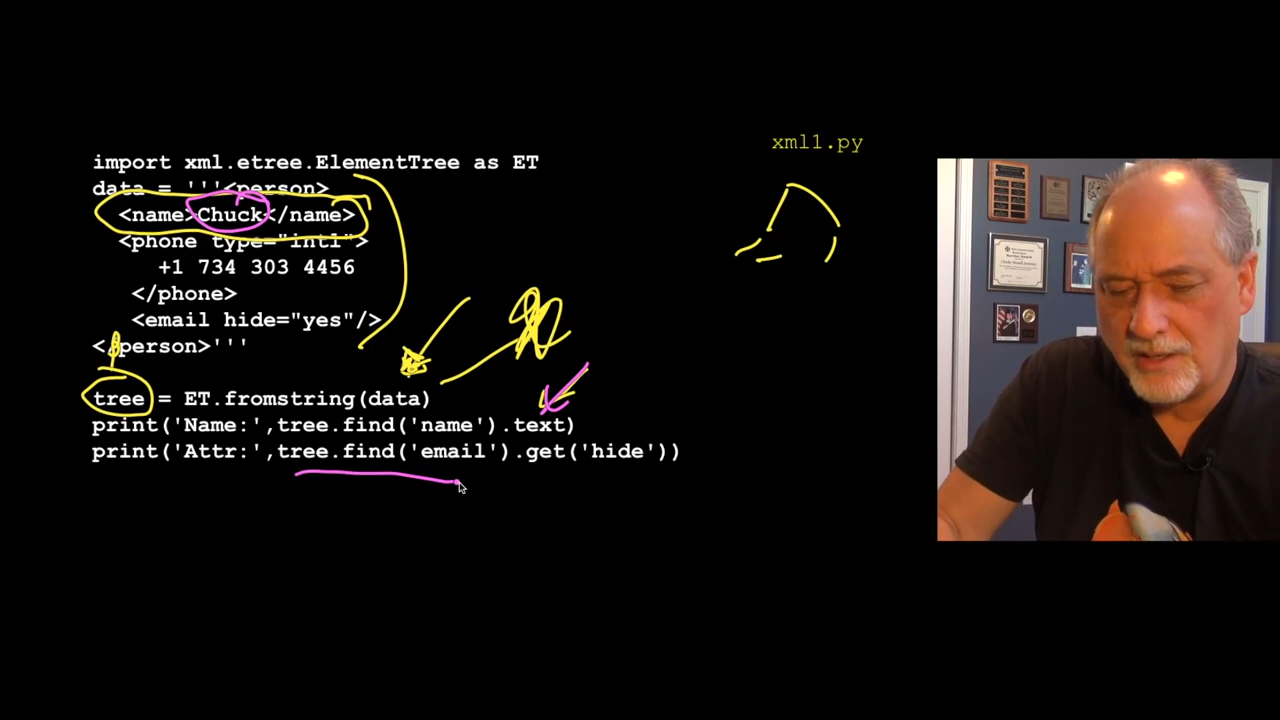 xml1.py
import xml.etree.ElementTree as ET
data = '''<person>
<name>Chuck</name>
<phone type="intl">
+1 734 303 4456
</phone>
<email hide="yes"/>
</person>'''
tree = ET.fromstring(data)
print('Name:',tree.find('name').text)
print('Attr:',tree.find('email').get('hide'))